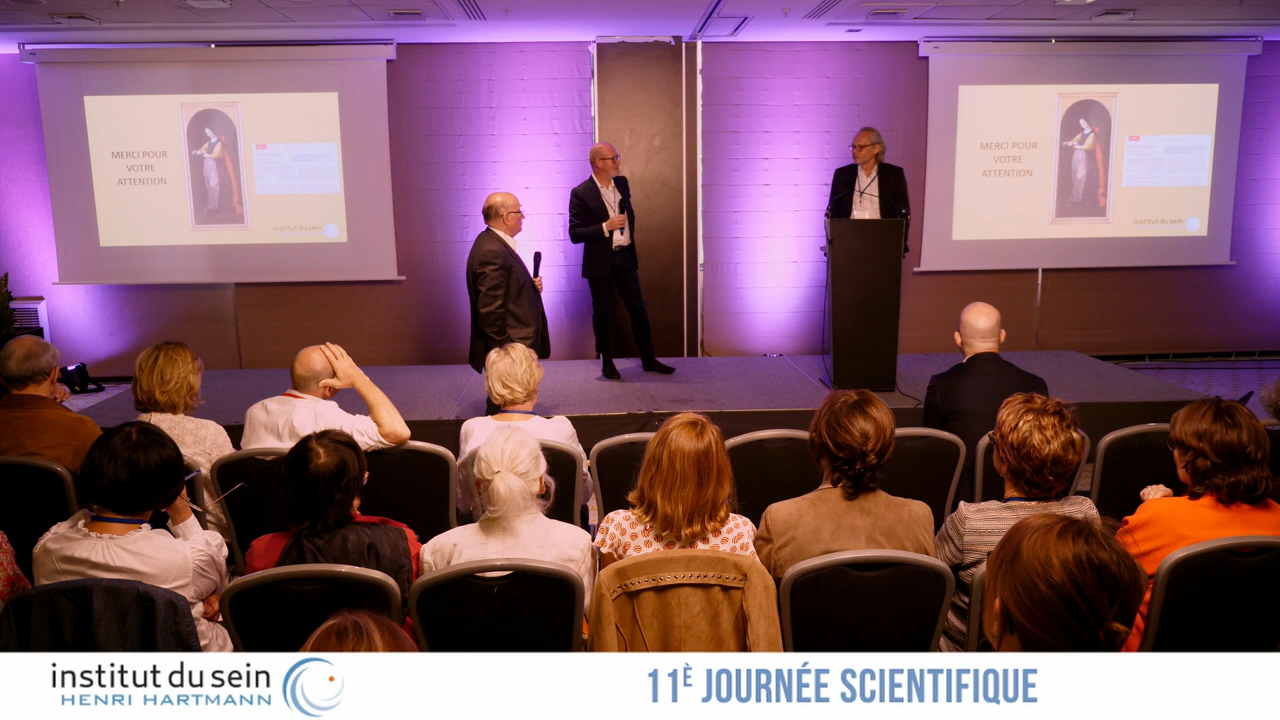 MERCI POUR
VOTRE
ATTENTION
institut du sein
MERCI POUR
VOTRE
ATTENTION
institut du sein
institut du sein
HENRI HARTMANN
11È JOURNÉE SCIENTIFIQUE